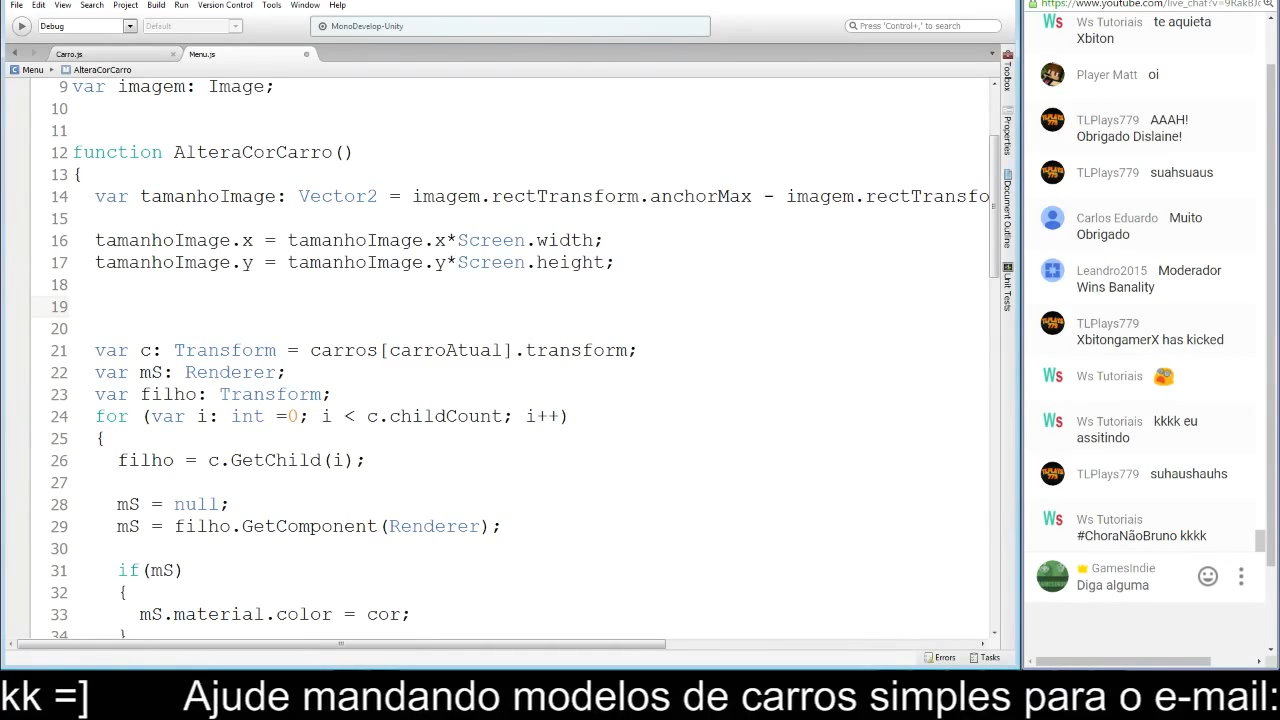 File Edit View Search Project Build Run Version Control Tools Window Help
Debug
Default
MonoDevelop-Unity
Press 'Control+,' to search
Carro.js
Menu.js
Menu
AlteraCorCarro
9 var imagem: Image;
10
11
12 function AlteraCorCarro()
13 {
14 var tamanhoImage: Vector2 = imagem.rectTransform.anchorMax - imagem.rectTransfo
15
16 tamanhoImage.x = tamanhoImage.x*Screen.width;
17 tamanhoImage.y = tamanhoImage.y*Screen.height;
18
19
20
21 var c: Transform = carros[carroAtual].transform;
22 var mS: Renderer;
23 var filho: Transform;
24 for (var i: int =0; i < c.childCount; i++)
25 {
26 filho = c.GetChild(i);
27
28 mS = null;
29 mS = filho.GetComponent(Renderer);
30
31 if(mS)
32 {
33 mS.material.color = cor;
34 }
Toolbox
Properties
Document Outline
Unit Tests
Errors
Tasks
Ws Tutoriais te aquieta
Xbiton
Player Matt oi
TLPlays779 AAAH!
Obrigado Dislaine!
TLPlays779 suahsuaus
Carlos Eduardo Muito
Obrigado
Leandro2015 Moderador
Wins Banality
TLPlays779
XbitongamerX has kicked
Ws Tutoriais
Ws Tutoriais kkkk eu
assitindo
TLPlays779 suhaushauhs
Ws Tutoriais
#ChoraNãoBruno kkkk
GamesIndie
Diga alguma
kk =] Ajude mandando modelos de carros simples para o e-mail: